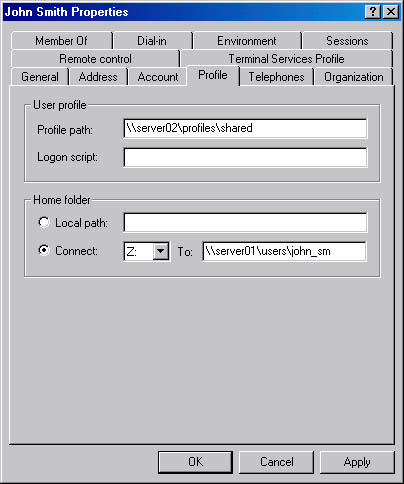 John Smith Properties
Member Of Dial-in Environment Sessions
Remote control Terminal Services Profile
General Address Account Profile Telephones Organization
User profile
Profile path: \\server02\profiles\shared
Logon script:
Home folder
Local path:
Connect: Z: To: \\server01\users\john_sm
OK Cancel Apply